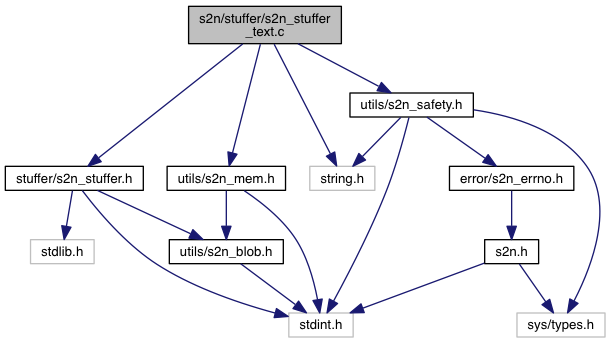 s2n/stuffer/s2n_stuffer
_text.c
utils/s2n_safety.h
stuffer/s2n_stuffer.h
utils/s2n_mem.h
string.h
error/s2n_errno.h
stdlib.h
utils/s2n_blob.h
s2n.h
stdint.h
sys/types.h